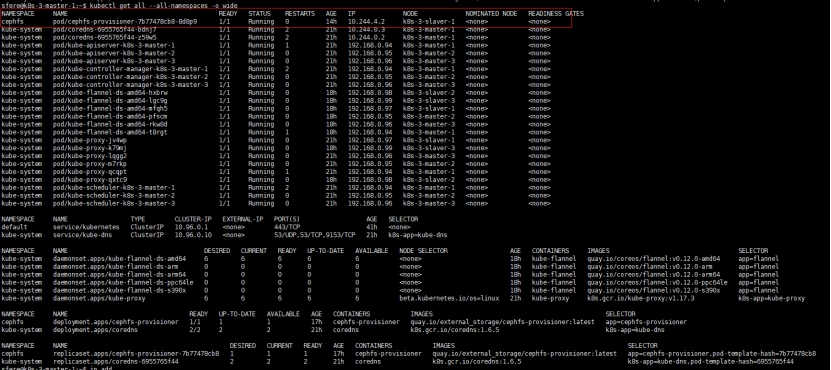 sfere@k8s-3-master-1:~$ kubectl get all --all-namespaces -o wide
NAMESPACE NAME READY STATUS RESTARTS AGE IP NODE NOMINATED NODE READINESS GATES
cephfs pod/cephfs-provisioner-7b77478cb8-8d8p9 1/1 Running 0 14h 10.244.4.2 k8s-3-slaver-1 <none> <none>
kube-system pod/coredns-6955765f44-bdnj7 1/1 Running 2 21h 10.244.0.3 k8s-3-master-1 <none> <none>
kube-system pod/coredns-6955765f44-z59w5 1/1 Running 2 21h 10.244.0.2 k8s-3-master-1 <none> <none>
kube-system pod/kube-apiserver-k8s-3-master-1 1/1 Running 1 21h 192.168.0.94 k8s-3-master-1 <none> <none>
kube-system pod/kube-apiserver-k8s-3-master-2 1/1 Running 0 21h 192.168.0.95 k8s-3-master-2 <none> <none>
kube-system pod/kube-apiserver-k8s-3-master-3 1/1 Running 0 21h 192.168.0.96 k8s-3-master-3 <none> <none>
kube-system pod/kube-controller-manager-k8s-3-master-1 1/1 Running 2 21h 192.168.0.94 k8s-3-master-1 <none> <none>
kube-system pod/kube-controller-manager-k8s-3-master-2 1/1 Running 0 21h 192.168.0.95 k8s-3-master-2 <none> <none>
kube-system pod/kube-controller-manager-k8s-3-master-3 1/1 Running 0 21h 192.168.0.96 k8s-3-master-3 <none> <none>
kube-system pod/kube-flannel-ds-amd64-hxbrw 1/1 Running 0 18h 192.168.0.98 k8s-3-slaver-2 <none> <none>
kube-system pod/kube-flannel-ds-amd64-lgc9g 1/1 Running 0 18h 192.168.0.99 k8s-3-slaver-3 <none> <none>
kube-system pod/kube-flannel-ds-amd64-mfqh5 1/1 Running 0 18h 192.168.0.97 k8s-3-slaver-1 <none> <none>
kube-system pod/kube-flannel-ds-amd64-pfscm 1/1 Running 0 18h 192.168.0.95 k8s-3-master-2 <none> <none>
kube-system pod/kube-flannel-ds-amd64-rkw8d 1/1 Running 0 18h 192.168.0.96 k8s-3-master-3 <none> <none>
kube-system pod/kube-flannel-ds-amd64-t8rgt 1/1 Running 1 18h 192.168.0.94 k8s-3-master-1 <none> <none>
kube-system pod/kube-proxy-jv4wp 1/1 Running 0 21h 192.168.0.97 k8s-3-slaver-1 <none> <none>
kube-system pod/kube-proxy-k79mj 1/1 Running 0 18h 192.168.0.99 k8s-3-slaver-3 <none> <none>
kube-system pod/kube-proxy-lqgg2 1/1 Running 0 21h 192.168.0.96 k8s-3-master-3 <none> <none>
kube-system pod/kube-proxy-m7rkp 1/1 Running 0 21h 192.168.0.95 k8s-3-master-2 <none> <none>
kube-system pod/kube-proxy-qcqpt 1/1 Running 1 21h 192.168.0.94 k8s-3-master-1 <none> <none>
kube-system pod/kube-proxy-qxtc9 1/1 Running 0 18h 192.168.0.98 k8s-3-slaver-2 <none> <none>
kube-system pod/kube-scheduler-k8s-3-master-1 1/1 Running 2 21h 192.168.0.94 k8s-3-master-1 <none> <none>
kube-system pod/kube-scheduler-k8s-3-master-2 1/1 Running 0 21h 192.168.0.95 k8s-3-master-2 <none> <none>
kube-system pod/kube-scheduler-k8s-3-master-3 1/1 Running 0 21h 192.168.0.96 k8s-3-master-3 <none> <none>
NAMESPACE NAME TYPE CLUSTER-IP EXTERNAL-IP PORT(S) AGE SELECTOR
default service/kubernetes ClusterIP 10.96.0.1 <none> 443/TCP 41h <none>
kube-system service/kube-dns ClusterIP 10.96.0.10 <none> 53/UDP,53/TCP,9153/TCP 21h k8s-app=kube-dns
NAMESPACE NAME DESIRED CURRENT READY UP-TO-DATE AVAILABLE NODE SELECTOR AGE CONTAINERS IMAGES SELECTOR
kube-system daemonset.apps/kube-flannel-ds-amd64 6 6 6 6 6 <none> 18h kube-flannel quay.io/coreos/flannel:v0.12.0-amd64 app=flannel
kube-system daemonset.apps/kube-flannel-ds-arm 0 0 0 0 0 <none> 18h kube-flannel quay.io/coreos/flannel:v0.12.0-arm app=flannel
kube-system daemonset.apps/kube-flannel-ds-arm64 0 0 0 0 0 <none> 18h kube-flannel quay.io/coreos/flannel:v0.12.0-arm64 app=flannel
kube-system daemonset.apps/kube-flannel-ds-ppc64le 0 0 0 0 0 <none> 18h kube-flannel quay.io/coreos/flannel:v0.12.0-ppc64le app=flannel
kube-system daemonset.apps/kube-flannel-ds-s390x 0 0 0 0 0 <none> 18h kube-flannel quay.io/coreos/flannel:v0.12.0-s390x app=flannel
kube-system daemonset.apps/kube-proxy 6 6 6 6 6 beta.kubernetes.io/os=linux 21h kube-proxy k8s.gcr.io/kube-proxy:v1.17.3 k8s-app=kube-proxy
NAMESPACE NAME READY UP-TO-DATE AVAILABLE AGE CONTAINERS IMAGES SELECTOR
cephfs deployment.apps/cephfs-provisioner 1/1 1 1 17h cephfs-provisioner quay.io/external_storage/cephfs-provisioner:latest app=cephfs-provisioner
kube-system deployment.apps/coredns 2/2 2 2 21h coredns k8s.gcr.io/coredns:1.6.5 k8s-app=kube-dns
NAMESPACE NAME DESIRED CURRENT READY AGE CONTAINERS IMAGES SELECTOR
cephfs replicaset.apps/cephfs-provisioner-7b77478cb8 1 1 1 17h cephfs-provisioner quay.io/external_storage/cephfs-provisioner:latest app=cephfs-provisioner,pod-template-hash=7b77478cb8
kube-system replicaset.apps/coredns-6955765f44 2 2 2 21h coredns k8s.gcr.io/coredns:1.6.5 k8s-app=kube-dns,pod-template-hash=6955765f44
sfere@k8s-3-master-1:~$ ip add